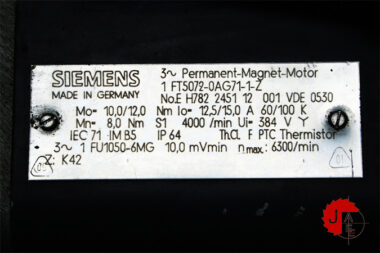 SIEMENS
MADE IN GERMANY
3~ Permanent-Magnet-Motor
1 FT5072-0AG71-1-Z
No.E H782 2451 12 001 VDE 0530
Mo= 10,0/12,0 Nm Io= 12,5/15,0 A 60/100 K
Mn= 8,0 Nm S1 4000 /min Ui= 384 V Y
IEC 71 IM B5 IP 64 Th.Cl. F PTC Thermistor
3~ 1 FU1050-6MG 10,0 mVmin n max.: 6300/min
Z: K42